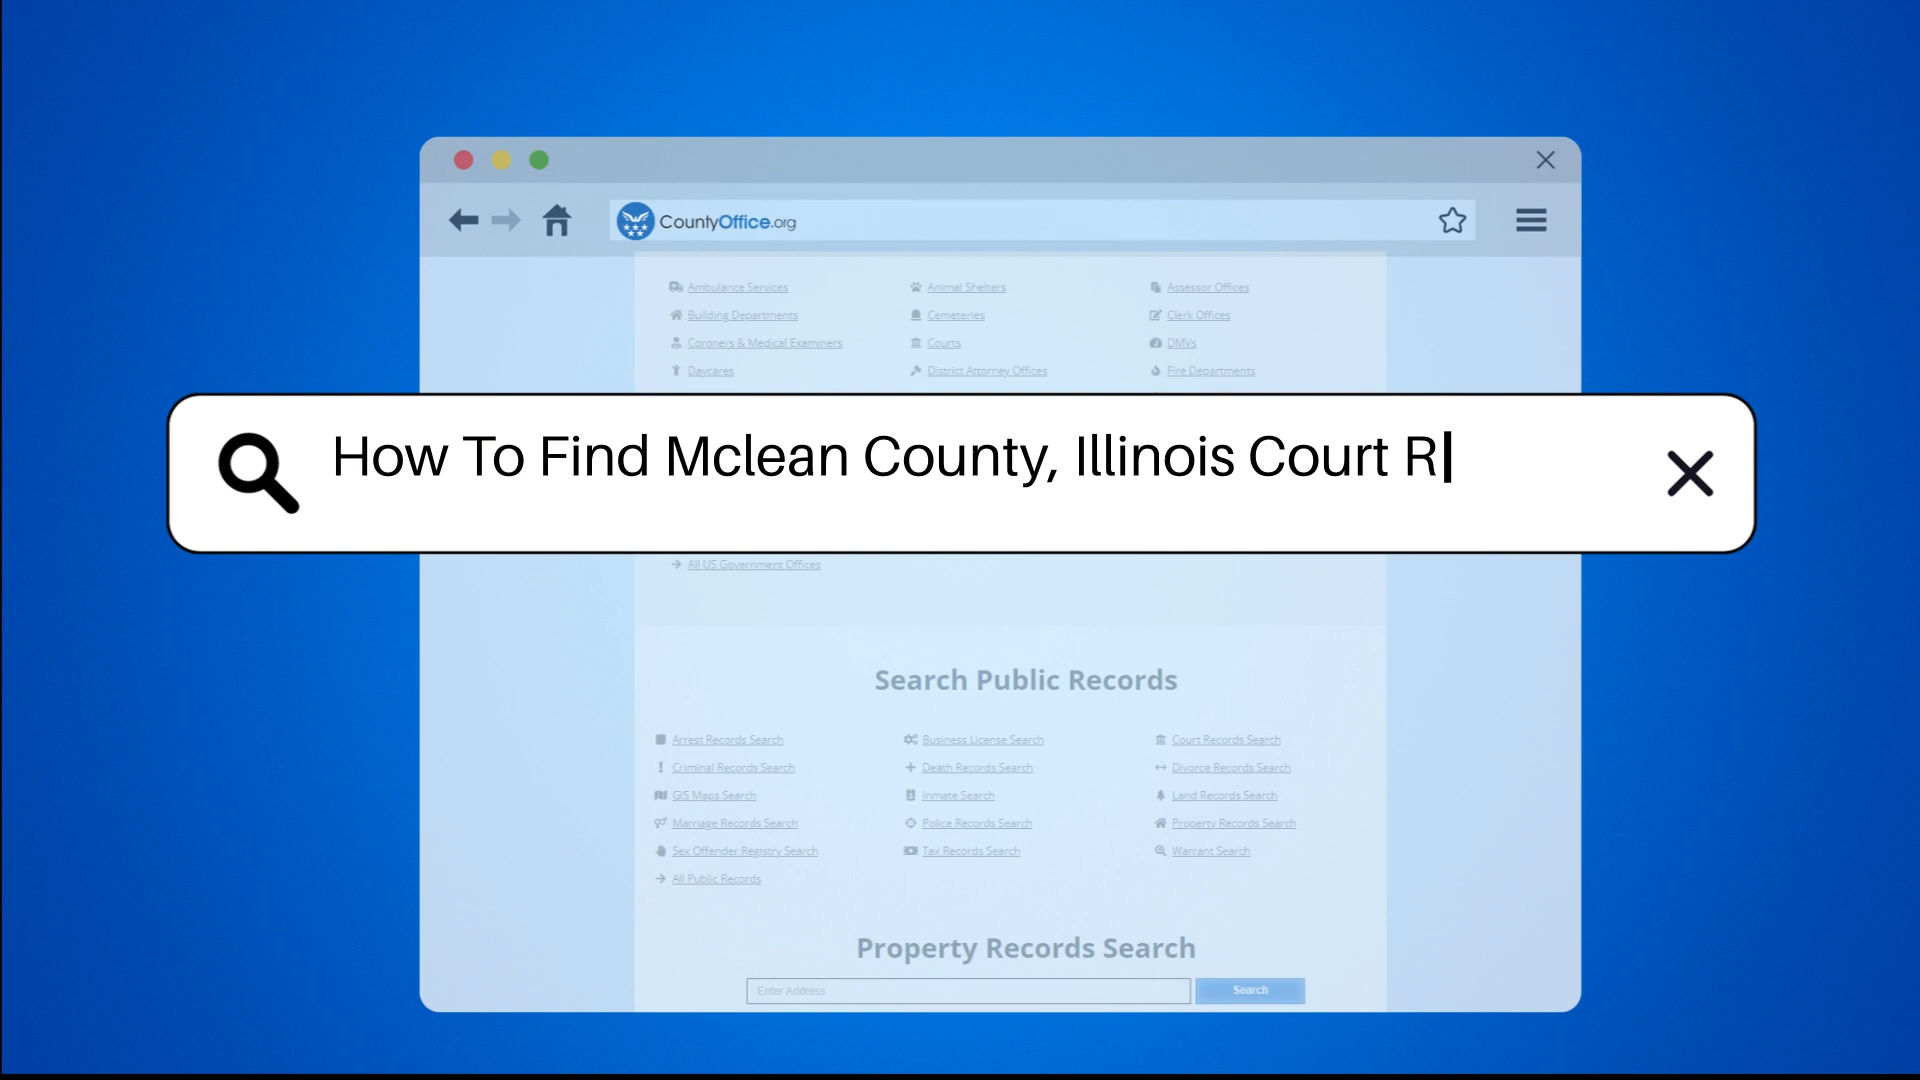 CountyOffice.org
Ambulance Services Animal Shelters Assessor Offices
Building Departments Cemeteries Clerk Offices
Coroners & Medical Examiners Courts DMVs
Daycares District Attorney Offices Fire Departments
How To Find Mclean County, Illinois Court R
All US Government Offices
Search Public Records
Arrest Records Search Business License Search Court Records Search
Criminal Records Search Death Records Search Divorce Records Search
GIS Maps Search Inmate Search Land Records Search
Marriage Records Search Police Records Search Property Records Search
Sex Offender Registry Search Tax Records Search Warrant Search
All Public Records
Property Records Search
Enter Address Search